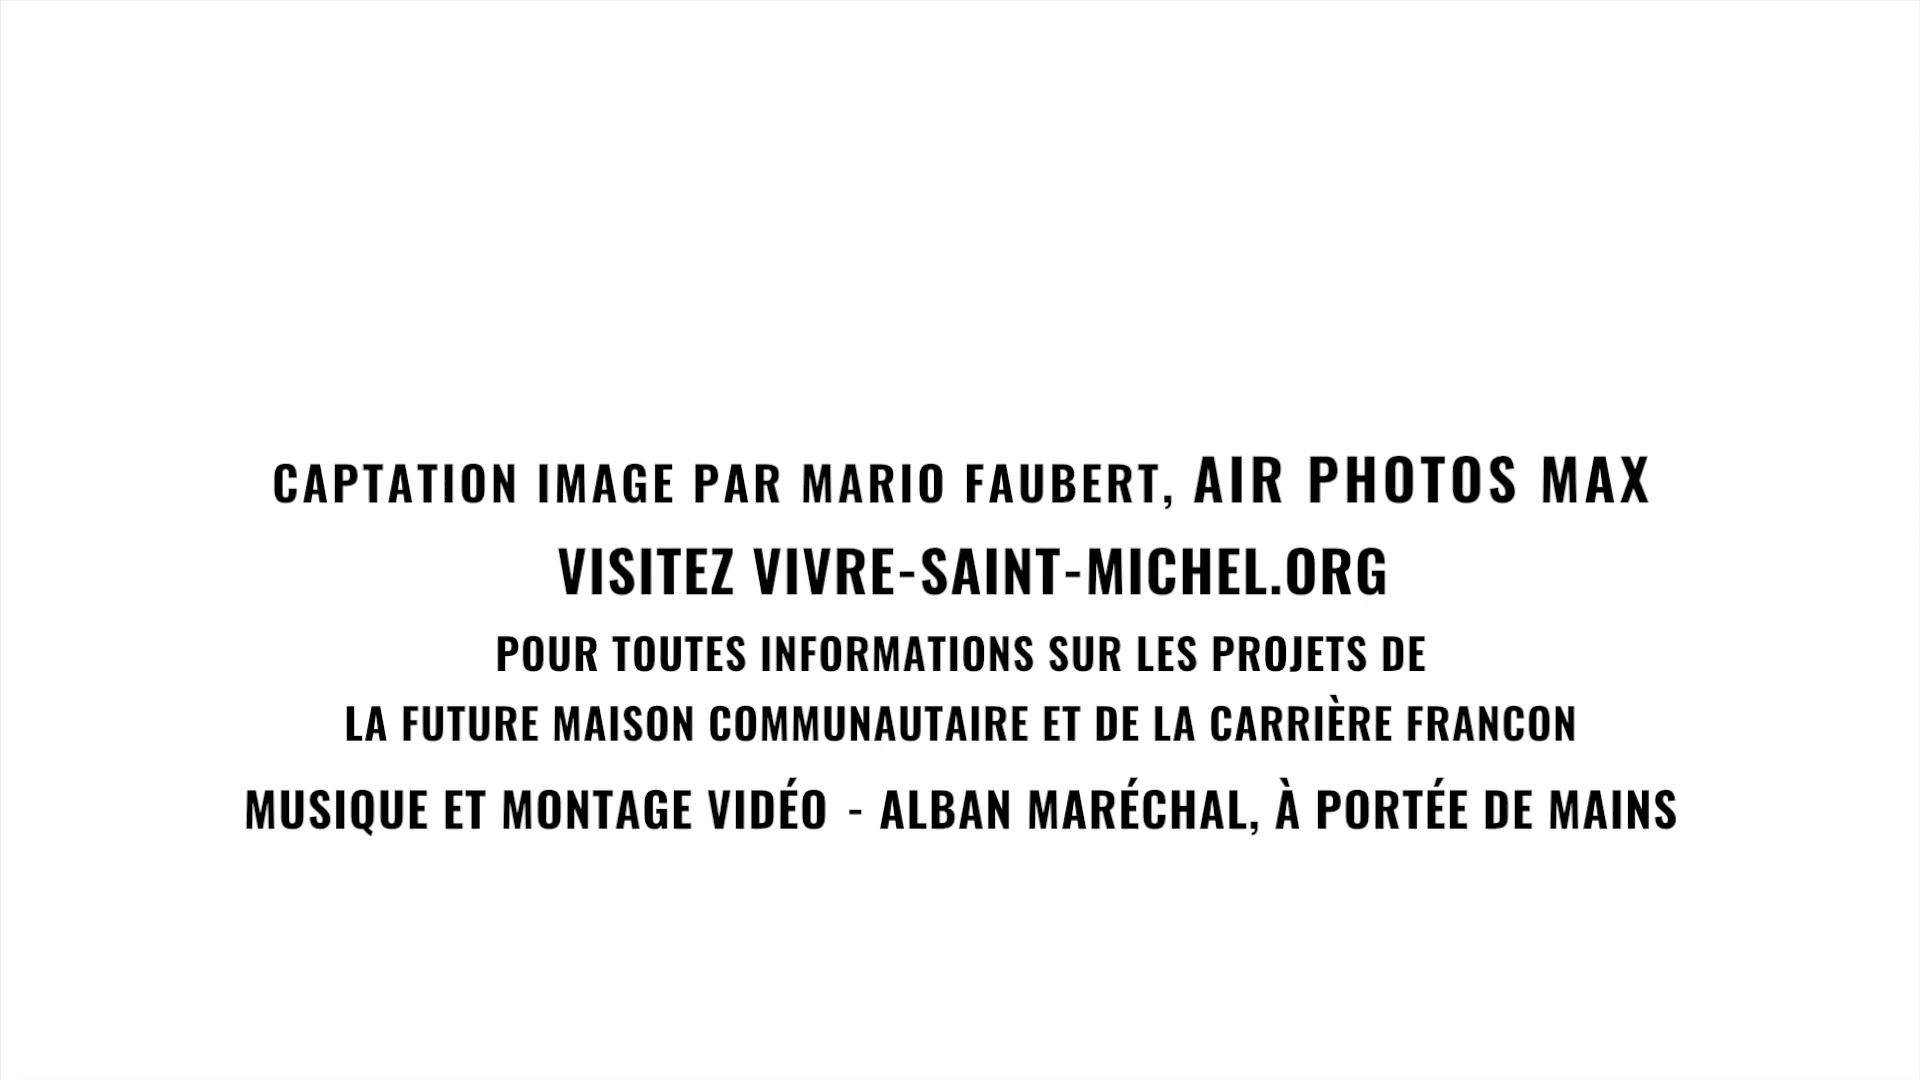 CAPTATION IMAGE PAR MARIO FAUBERT, AIR PHOTOS MAX
VISITEZ VIVRE-SAINT-MICHEL.ORG
POUR TOUTES INFORMATIONS SUR LES PROJETS DE
LA FUTURE MAISON COMMUNAUTAIRE ET DE LA CARRIÈRE FRANCON
MUSIQUE ET MONTAGE VIDÉO - ALBAN MARÉCHAL, À PORTÉE DE MAINS